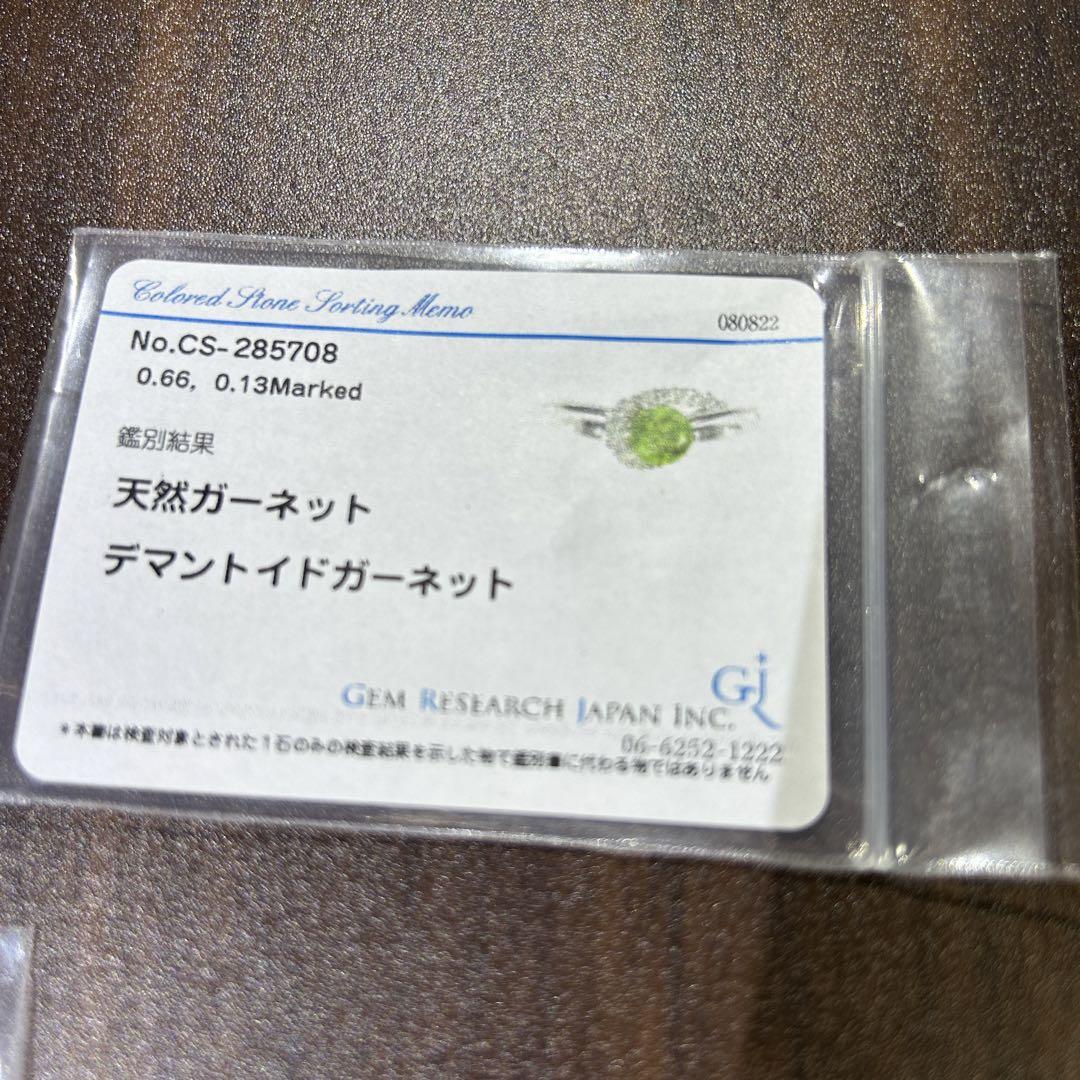 Colored Stone Sorting Memo
080822
No.CS-285708
0.66, 0.13Marked
鑑別結果
天然ガーネット
デマントイドガーネット
GJ
GEM RESEARCH JAPAN INC.
06-6252-1222
*本書は検査対象とされた1石のみの検査結果を示した物で鑑別書に代わる物ではありません